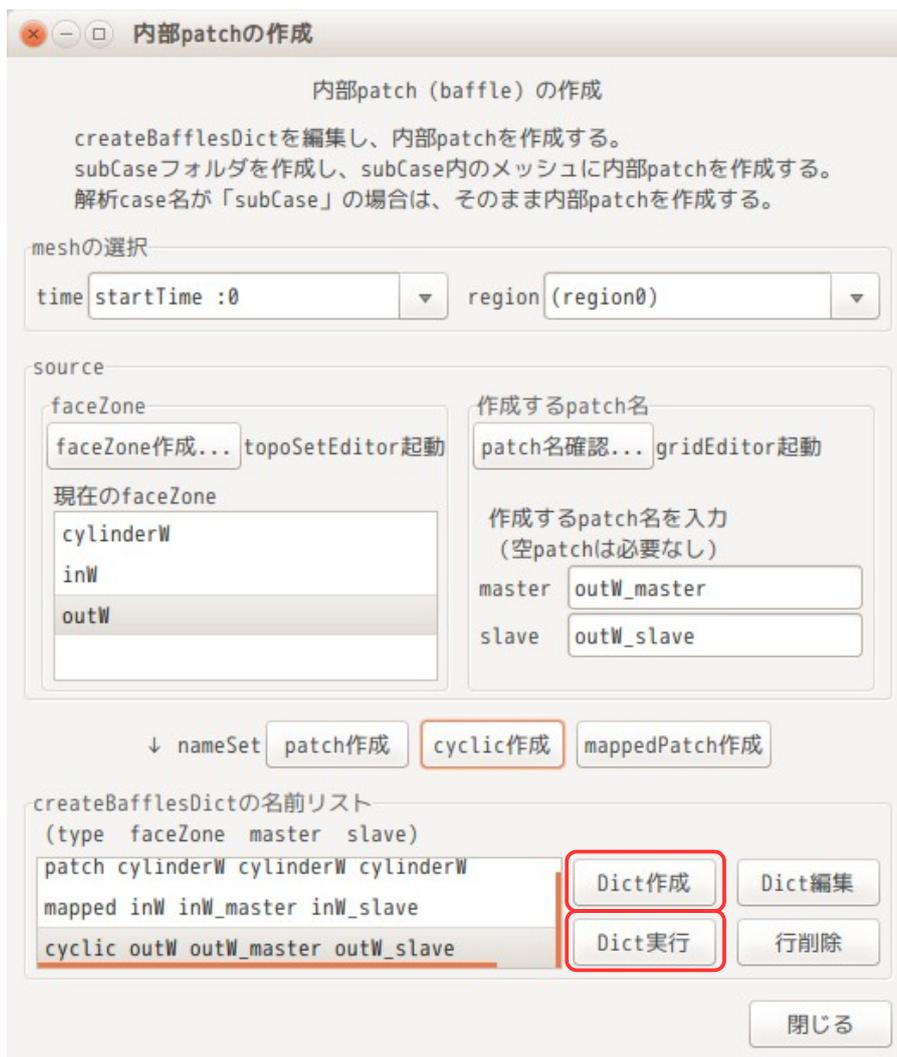 内部patchの作成
内部patch (baffle) の作成
createBafflesDictを編集し、内部patchを作成する。
subCaseフォルダを作成し、subCase内のメッシュに内部patchを作成する。
解析case名が「subCase」の場合は、そのまま内部patchを作成する。
meshの選択
time startTime :0 region (region0)
source
faceZone
faceZone作成... topoSetEditor起動
現在のfaceZone
cylinderW
inW
outW
作成するpatch名
patch名確認... gridEditor起動
作成するpatch名を入力
(空patchは必要なし)
master outW_master
slave outW_slave
↓ nameSet patch作成 cyclic作成 mappedPatch作成
createBafflesDictの名前リスト
(type faceZone master slave)
patch cylinderW cylinderW cylinderW
mapped inW inW_master inW_slave
cyclic outW outW_master outW_slave
Dict作成 Dict編集
Dict実行 行削除
閉じる